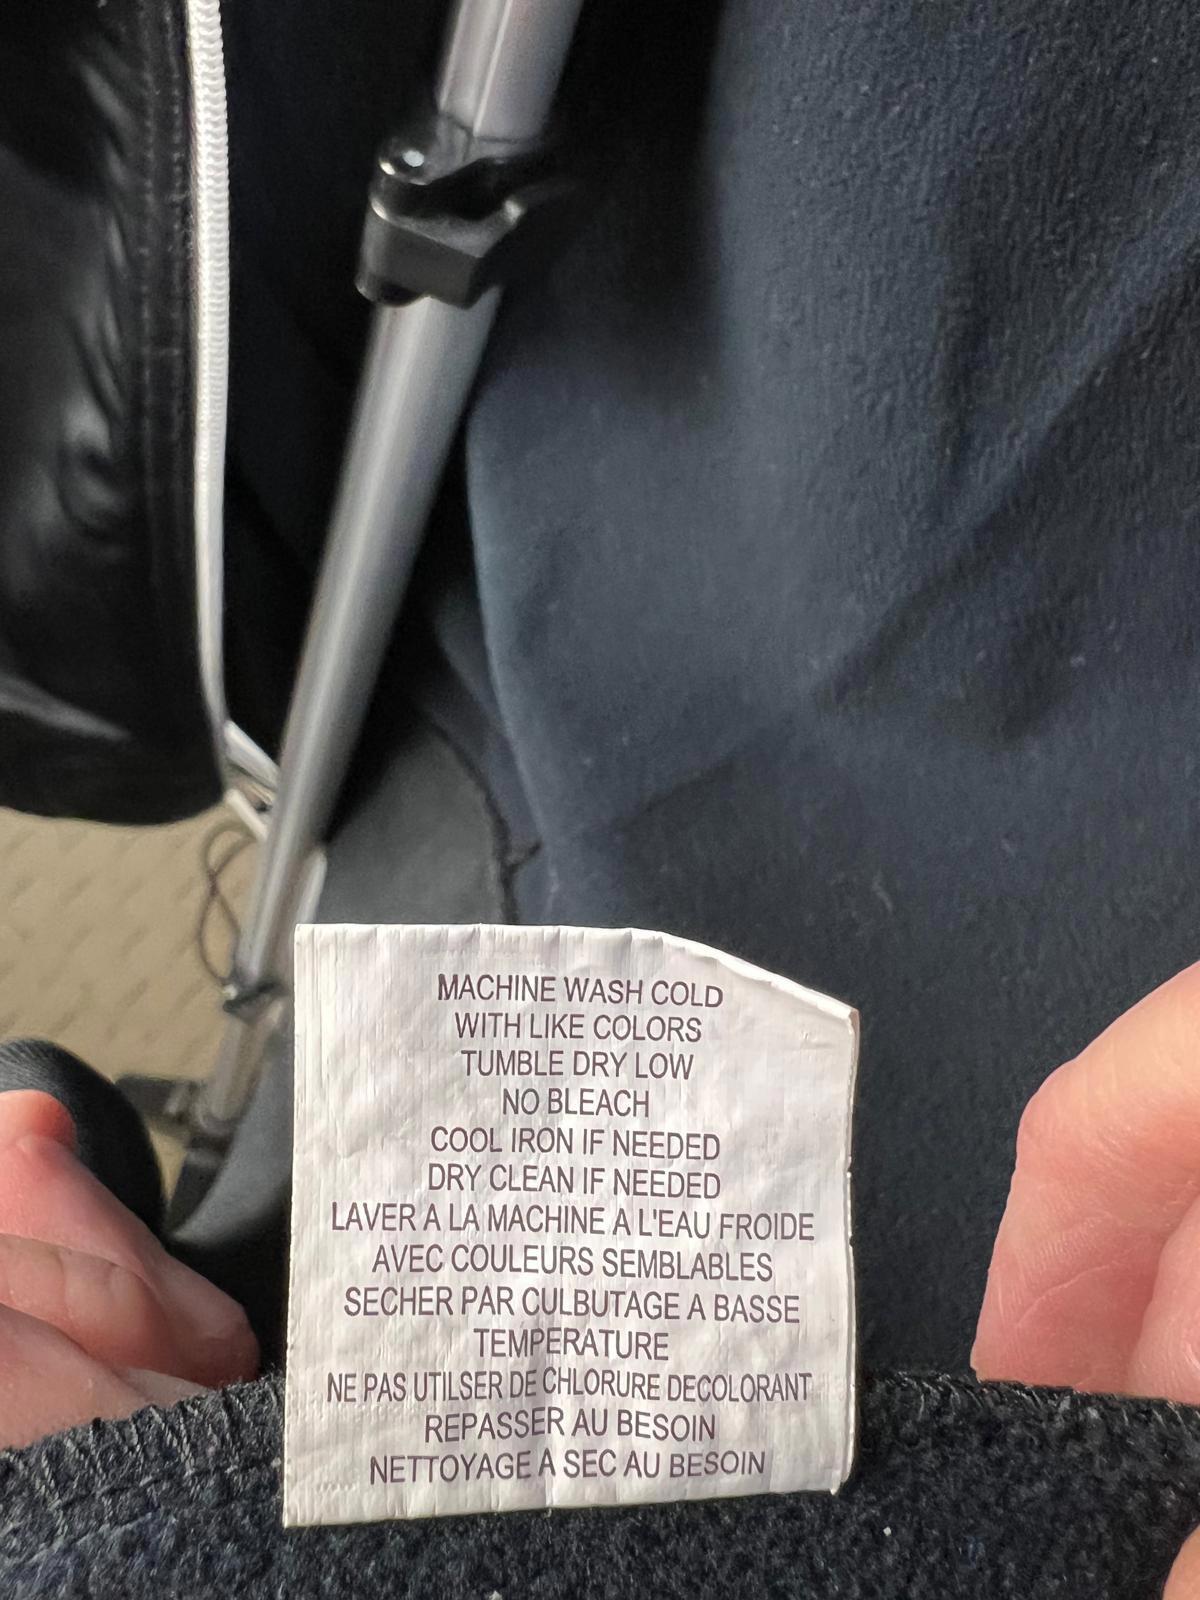 MACHINE WASH COLD
WITH LIKE COLORS
TUMBLE DRY LOW
NO BLEACH
COOL IRON IF NEEDED
DRY CLEAN IF NEEDED
LAVER A LA MACHINE A L'EAU FROIDE
AVEC COULEURS SEMBLABLES
SECHER PAR CULBUTAGE A BASSE
TEMPERATURE
NE PAS UTILSER DE CHLORURE DECOLORANT
REPASSER AU BESOIN
NETTOYAGE A SEC AU BESOIN